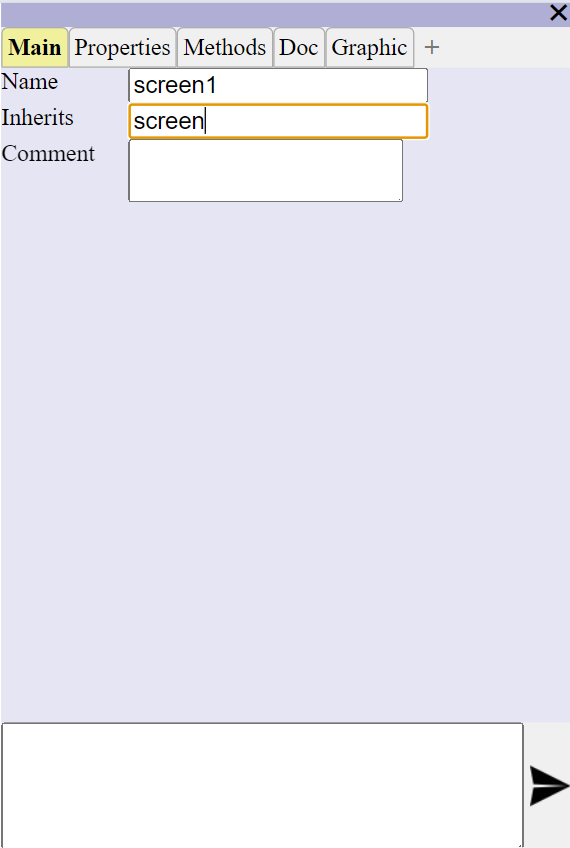 Main Properties Methods Doc Graphic +
Name screen1
Inherits screen
Comment